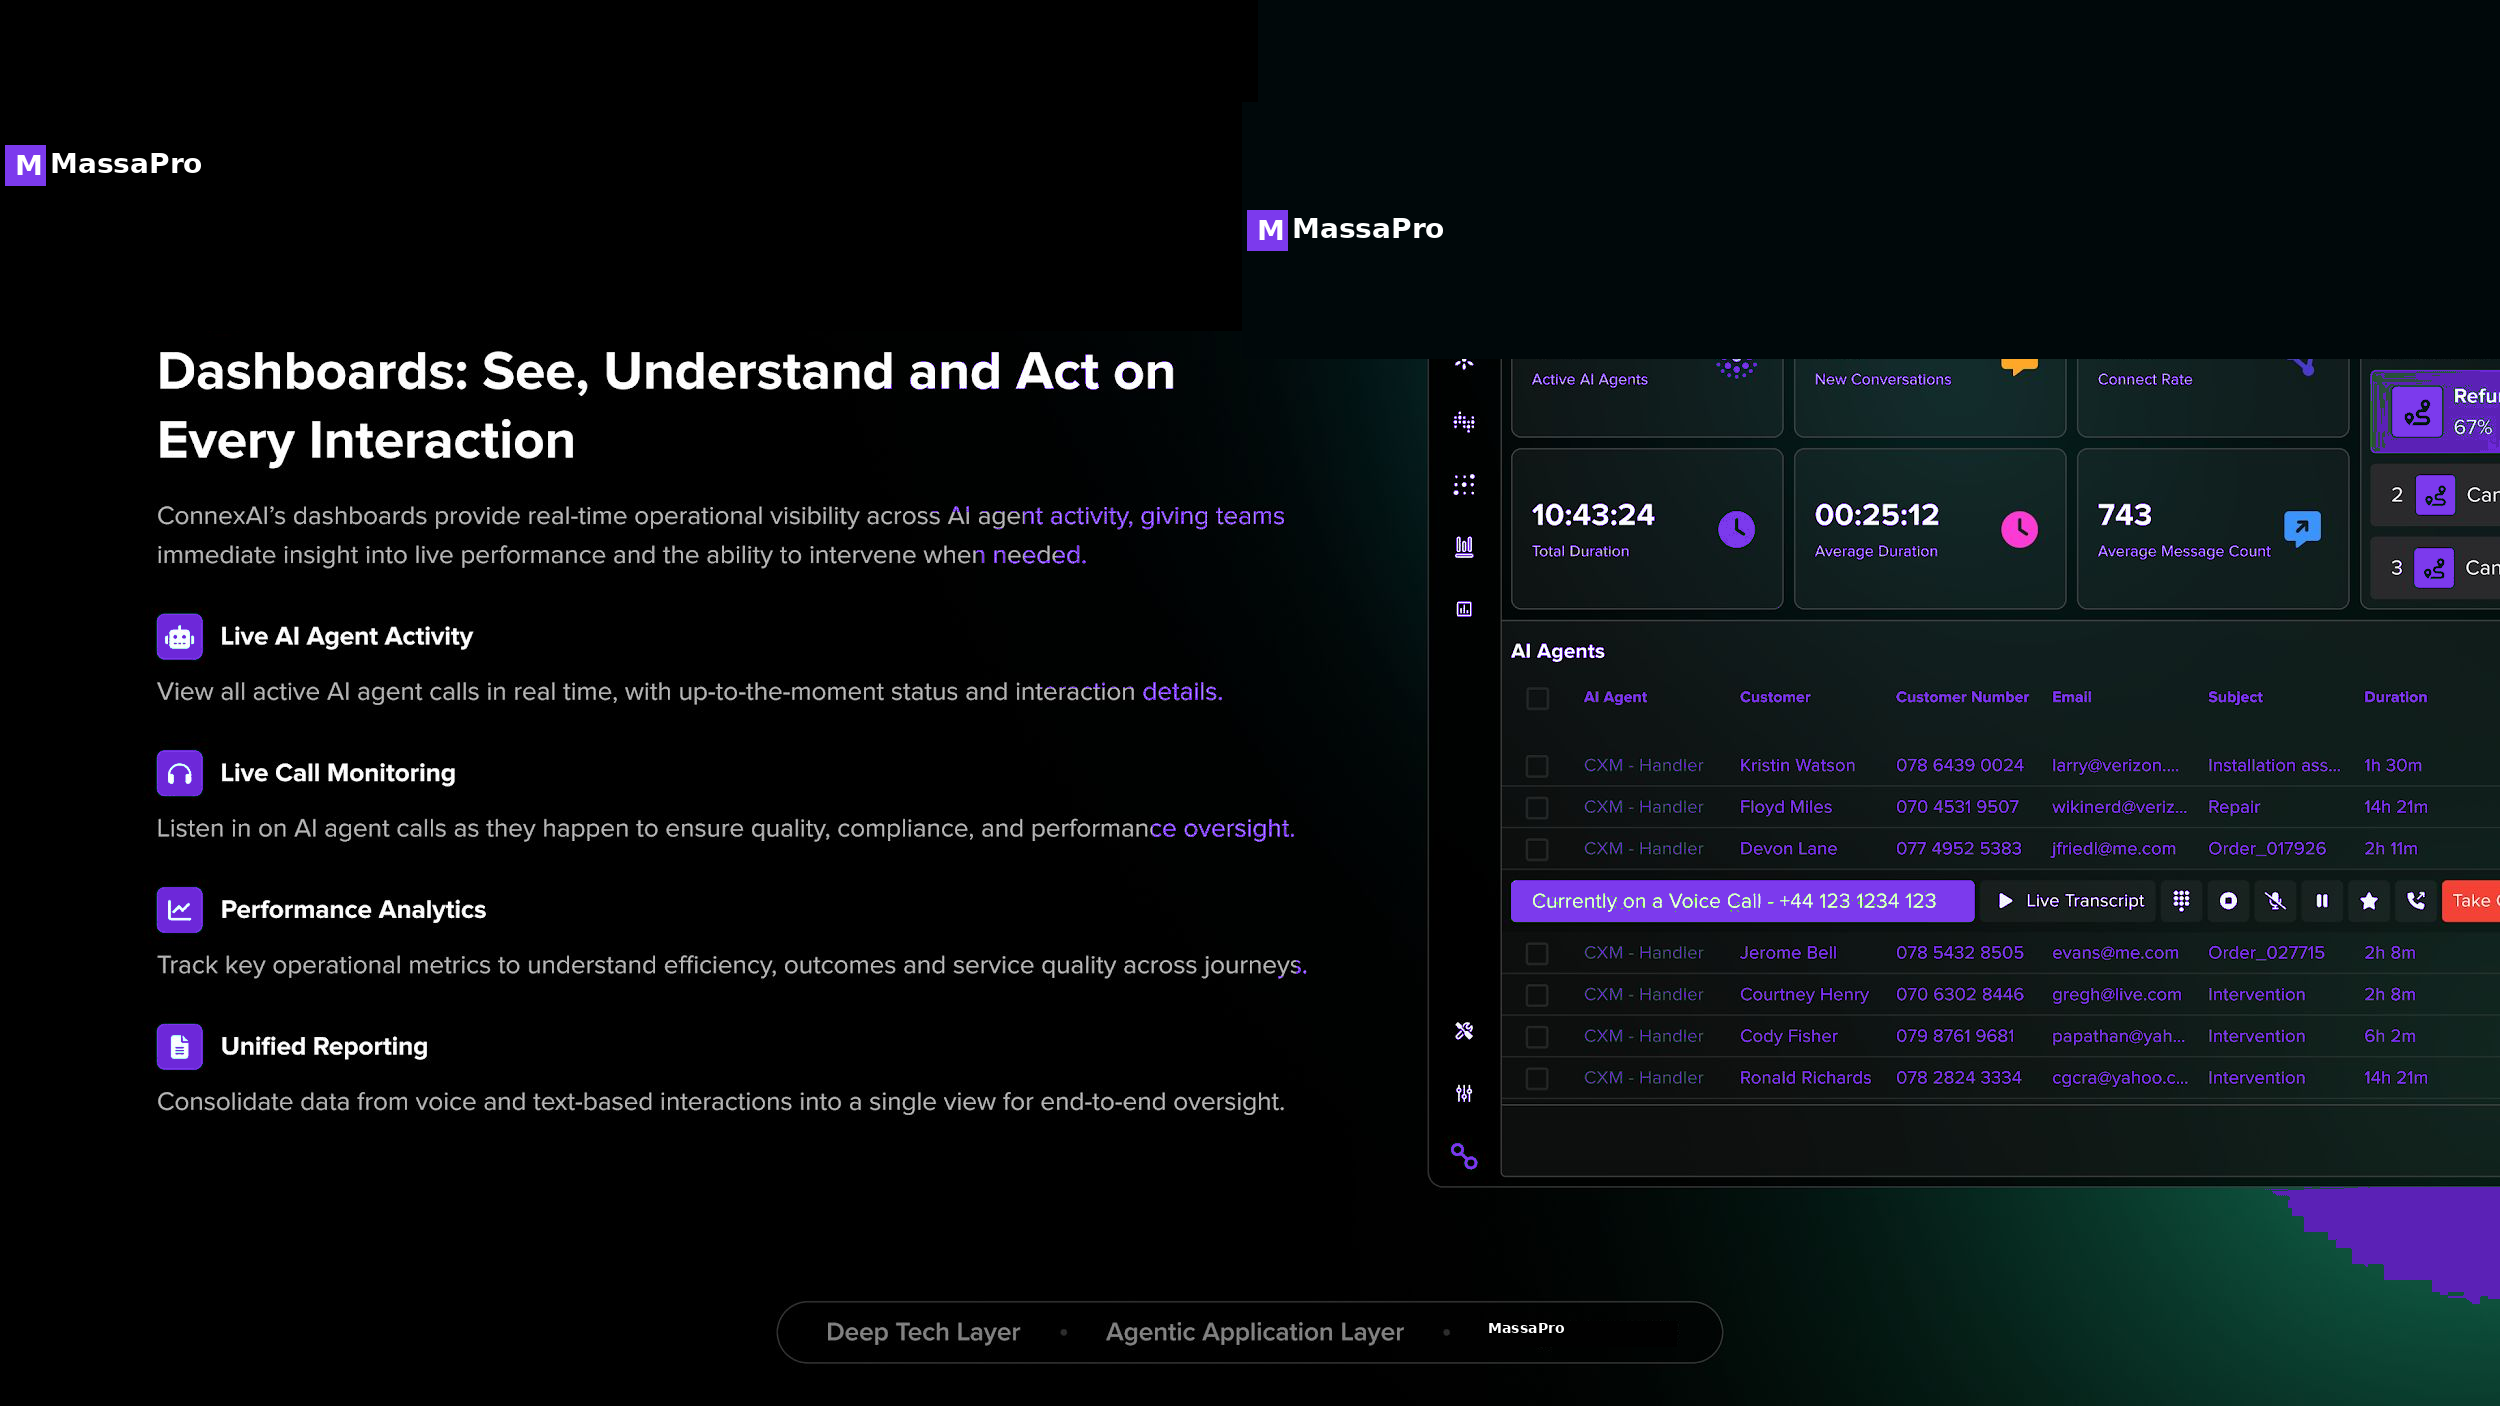 M MassaPro
M MassaPro
Dashboards: See, Understand and Act on
Every Interaction
ConnexAI’s dashboards provide real-time operational visibility across AI agent activity, giving teams
immediate insight into live performance and the ability to intervene when needed.
Live AI Agent Activity
View all active AI agent calls in real time, with up-to-the-moment status and interaction details.
Live Call Monitoring
Listen in on AI agent calls as they happen to ensure quality, compliance, and performance oversight.
Performance Analytics
Track key operational metrics to understand efficiency, outcomes and service quality across journeys.
Unified Reporting
Consolidate data from voice and text-based interactions into a single view for end-to-end oversight.
Active AI Agents
New Conversations
Connect Rate
Refu
67%
10:43:24
Total Duration
00:25:12
Average Duration
743
Average Message Count
2 Can
3 Can
AI Agents
AI Agent Customer Customer Number Email Subject Duration
CXM - Handler Kristin Watson 078 6439 0024 larry@verizon.... Installation ass... 1h 30m
CXM - Handler Floyd Miles 070 4531 9507 wikinerd@veriz... Repair 14h 21m
CXM - Handler Devon Lane 077 4952 5383 jfriedl@me.com Order_017926 2h 11m
Currently on a Voice Call - +44 123 1234 123 Live Transcript Take
CXM - Handler Jerome Bell 078 5432 8505 evans@me.com Order_027715 2h 8m
CXM - Handler Courtney Henry 070 6302 8446 gregh@live.com Intervention 2h 8m
CXM - Handler Cody Fisher 079 8761 9681 papathan@yah... Intervention 6h 2m
CXM - Handler Ronald Richards 078 2824 3334 cgcra@yahoo.c... Intervention 14h 21m
Deep Tech Layer • Agentic Application Layer • MassaPro